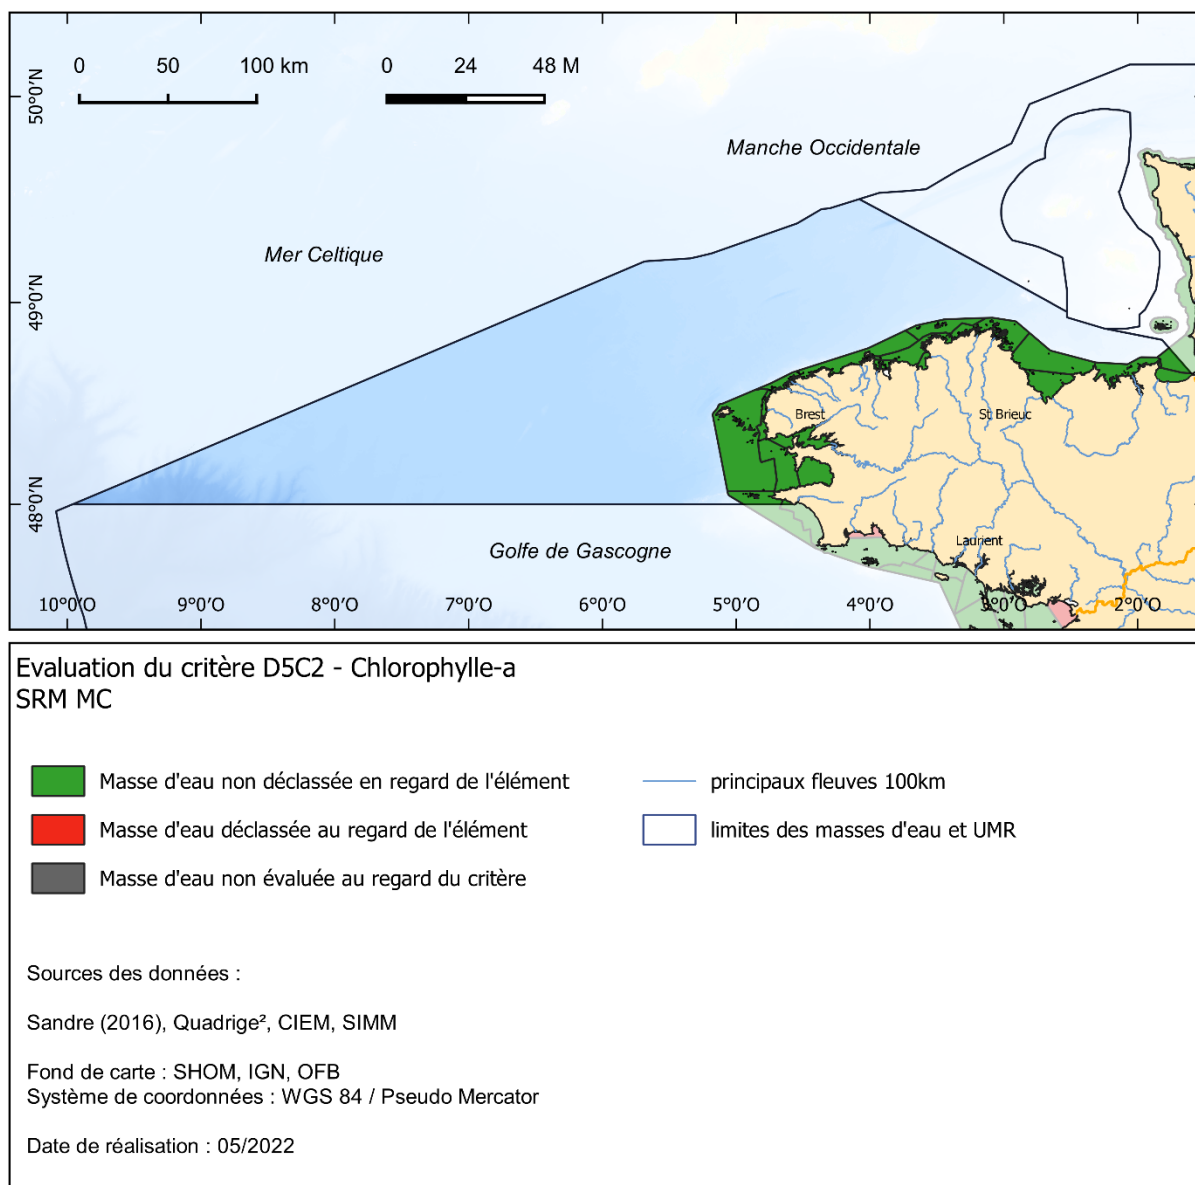 0 50 100 km 0 24 48 M
50°0'N
Manche Occidentale
Mer Celtique
49°0'N
Brest St Brieuc
48°0'N
Laurient
Golfe de Gascogne
10°0'O 9°0'O 8°0'O 7°0'O 6°0'O 5°0'O 4°0'O 3°0'O 2°0'O
Evaluation du critère D5C2 - Chlorophylle-a
SRM MC
Masse d'eau non déclassée en regard de l'élément
Masse d'eau déclassée au regard de l'élément
Masse d'eau non évaluée au regard du critère
principaux fleuves 100km
limites des masses d'eau et UMR
Sources des données :
Sandre (2016), Quadrige², CIEM, SIMM
Fond de carte : SHOM, IGN, OFB
Système de coordonnées : WGS 84 / Pseudo Mercator
Date de réalisation : 05/2022